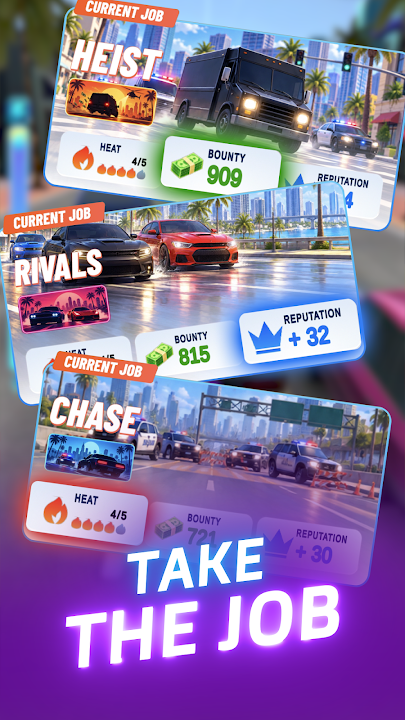 CURRENT JOB
HEIST
HEAT
4/5
BOUNTY
909
REPUTATION
4
CURRENT JOB
RIVALS
BOUNTY
815
REPUTATION
+ 32
CURRENT JOB
CHASE
HEAT
4/5
BOUNTY
721
REPUTATION
+ 30
TAKE
THE JOB